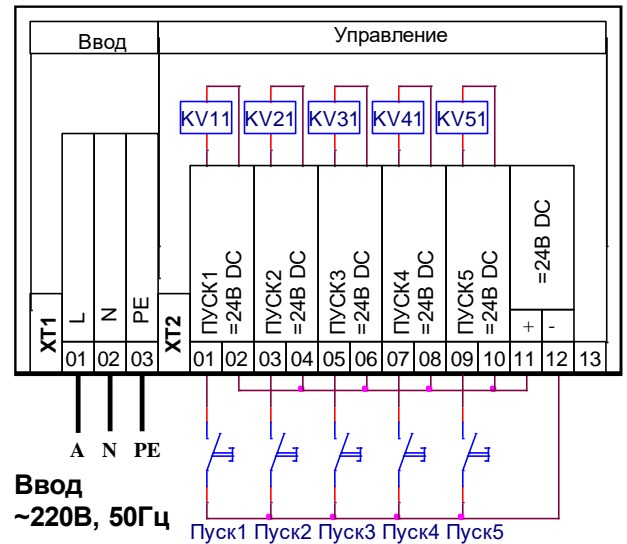 Ввод Управление
KV11 KV21 KV31 KV41 KV51
XT1 L N PE XT2 ПУСК1 =24В DC ПУСК2 =24В DC ПУСК3 =24В DC ПУСК4 =24В DC ПУСК5 =24В DC =24В DC
+ -
01 02 03 01 02 03 04 05 06 07 08 09 10 11 12 13
A N PE
Ввод
~220В, 50Гц
Пуск1 Пуск2 Пуск3 Пуск4 Пуск5